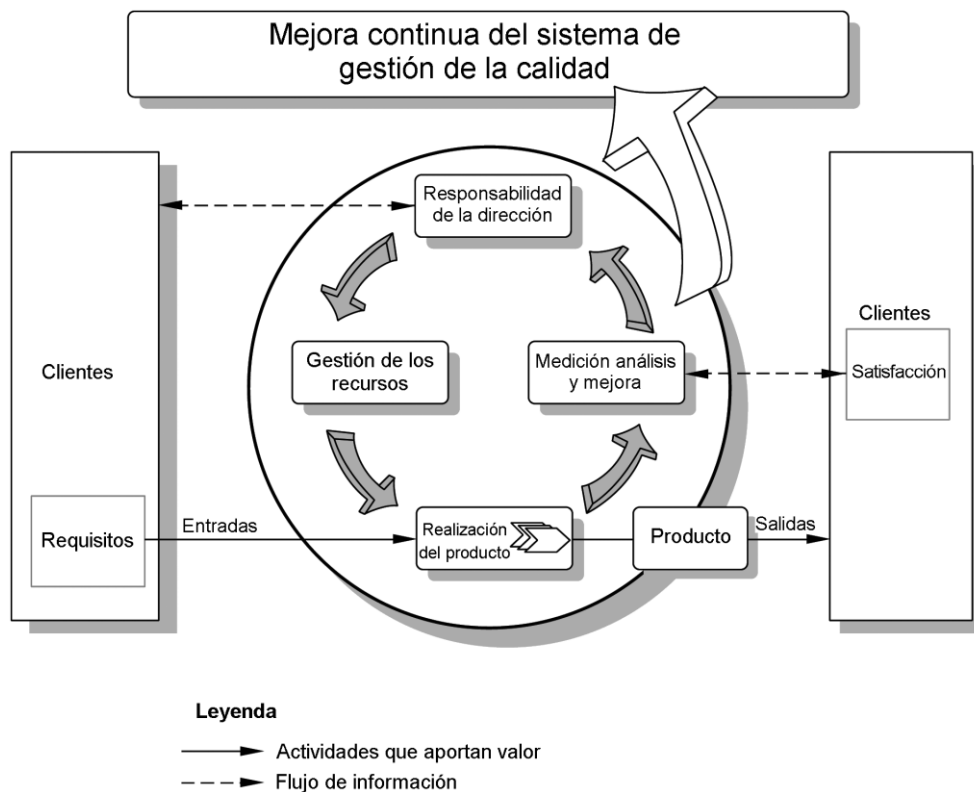 Mejora continua del sistema de
gestión de la calidad
Responsabilidad
de la dirección
Clientes
Gestión de los
recursos
Medición análisis
y mejora
Clientes
Satisfacción
Requisitos
Entradas
Realización
del producto
Producto
Salidas
Leyenda
Actividades que aportan valor
Flujo de información